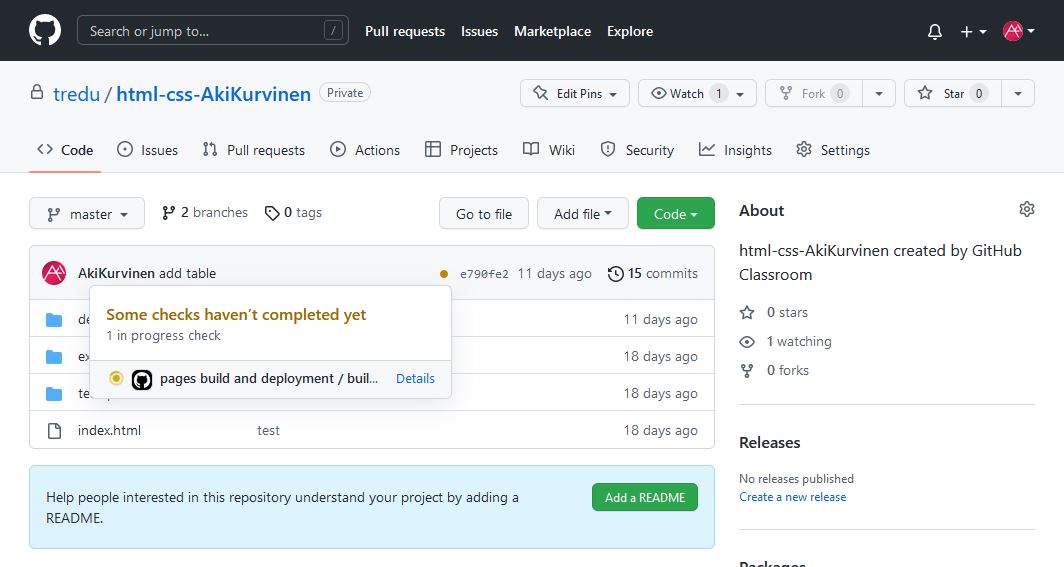 Search or jump to... /
Pull requests Issues Marketplace Explore
tredu / html-css-AkiKurvinen Private
Edit Pins Watch 1 Fork 0 Star 0
Code Issues Pull requests Actions Projects Wiki Security Insights Settings
master 2 branches 0 tags Go to file Add file Code
AkiKurvinen add table e790fe2 11 days ago 15 commits
Some checks haven't completed yet
1 in progress check
pages build and deployment / buil... Details
11 days ago
18 days ago
18 days ago
index.html test 18 days ago
Help people interested in this repository understand your project by adding a
README.
Add a README
About
html-css-AkiKurvinen created by GitHub
Classroom
0 stars
1 watching
0 forks
Releases
No releases published
Create a new release
Packages